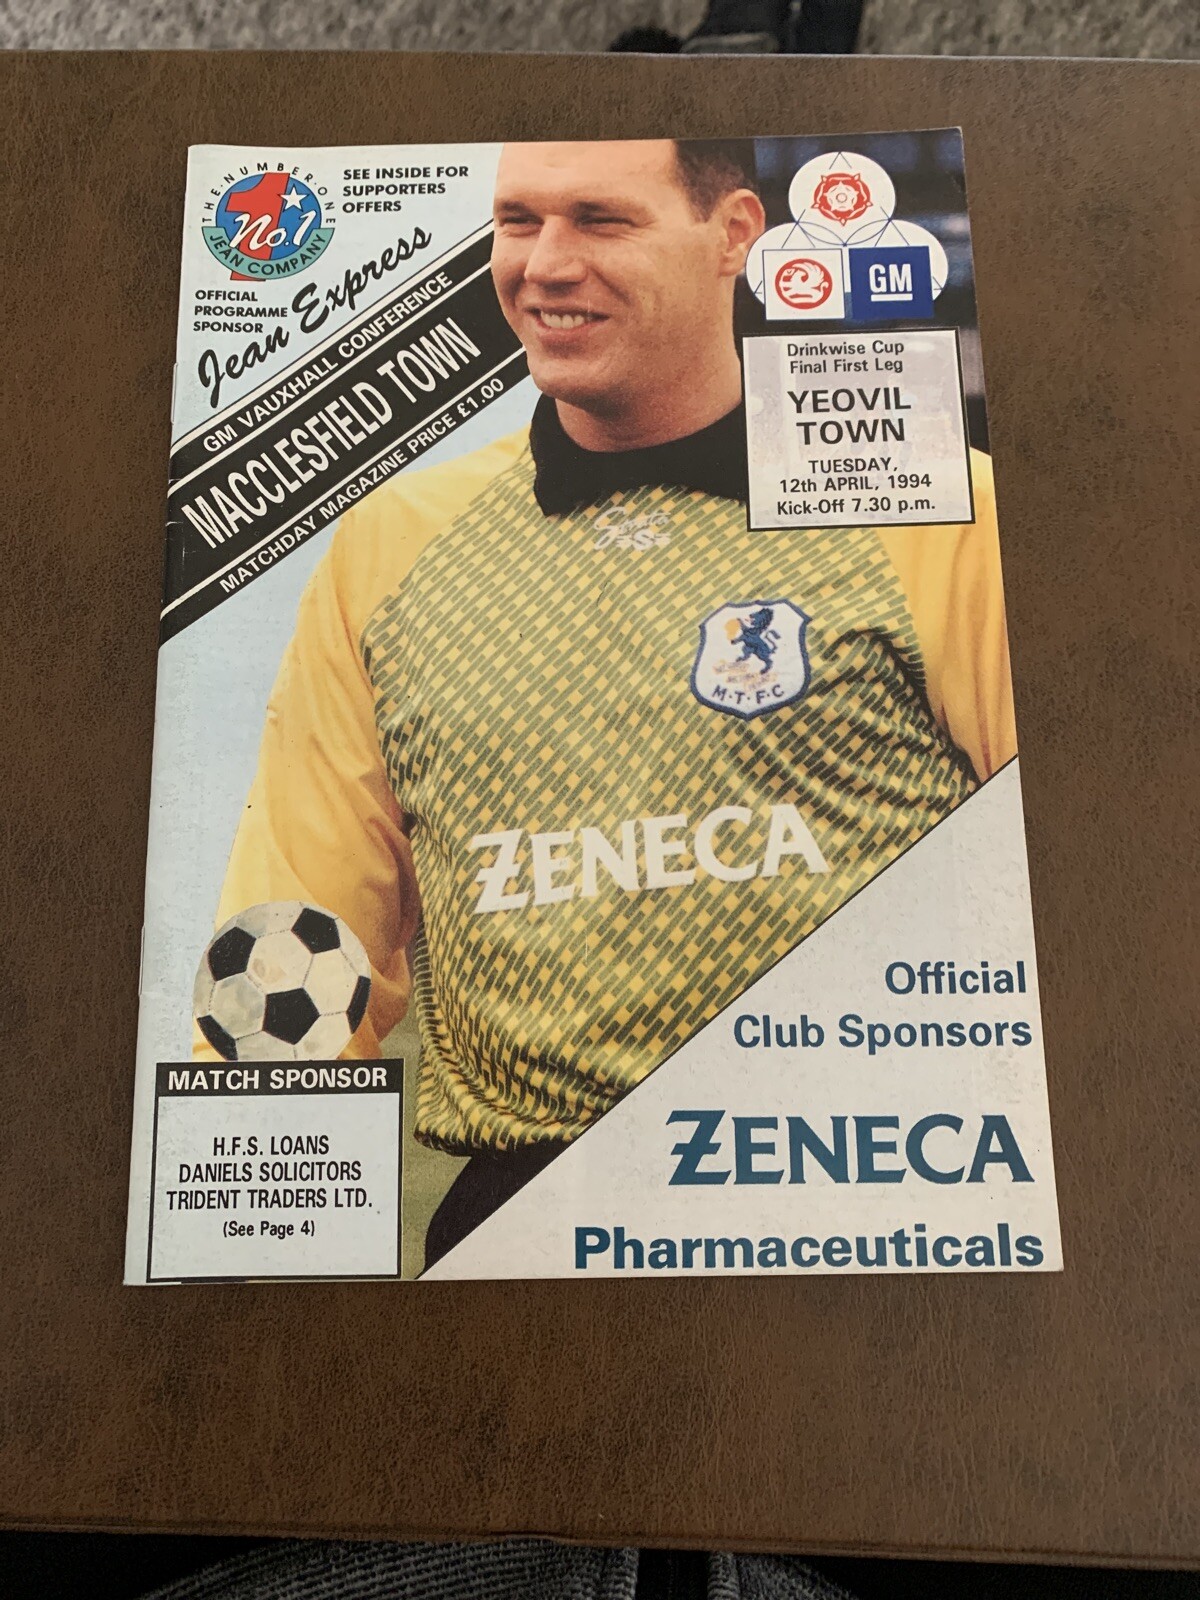 THE·NUMBER·ONE
No.1
JEAN COMPANY
SEE INSIDE FOR
SUPPORTERS
OFFERS
OFFICIAL
PROGRAMME
SPONSOR
Jean Express
GM VAUXHALL CONFERENCE
MACCLESFIELD TOWN
MATCHDAY MAGAZINE PRICE £1.00
GM
Drinkwise Cup
Final First Leg
YEOVIL
TOWN
TUESDAY,
12th APRIL, 1994
Kick-Off 7.30 p.m.
M·T·F·C
ZENECA
Official
Club Sponsors
ZENECA
Pharmaceuticals
MATCH SPONSOR
H.F.S. LOANS
DANIELS SOLICITORS
TRIDENT TRADERS LTD.
(See Page 4)